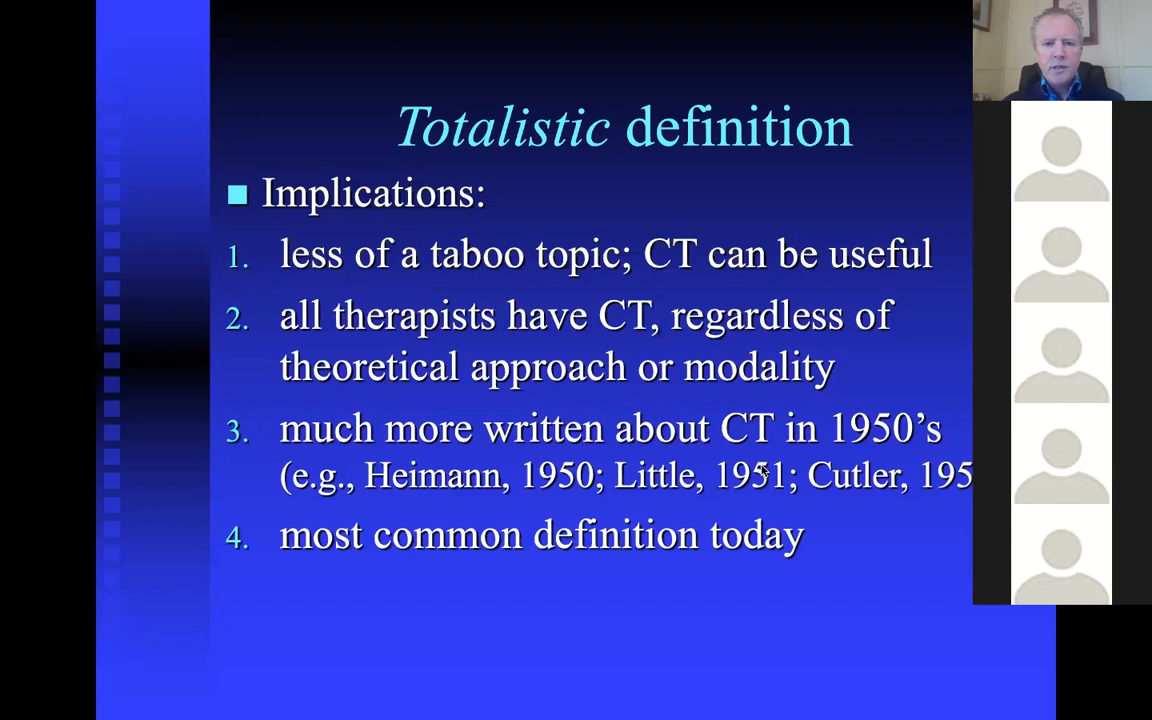 Totalistic definition
Implications:
1. less of a taboo topic; CT can be useful
2. all therapists have CT, regardless of
theoretical approach or modality
3. much more written about CT in 1950’s
(e.g., Heimann, 1950; Little, 1951; Cutler, 195
4. most common definition today